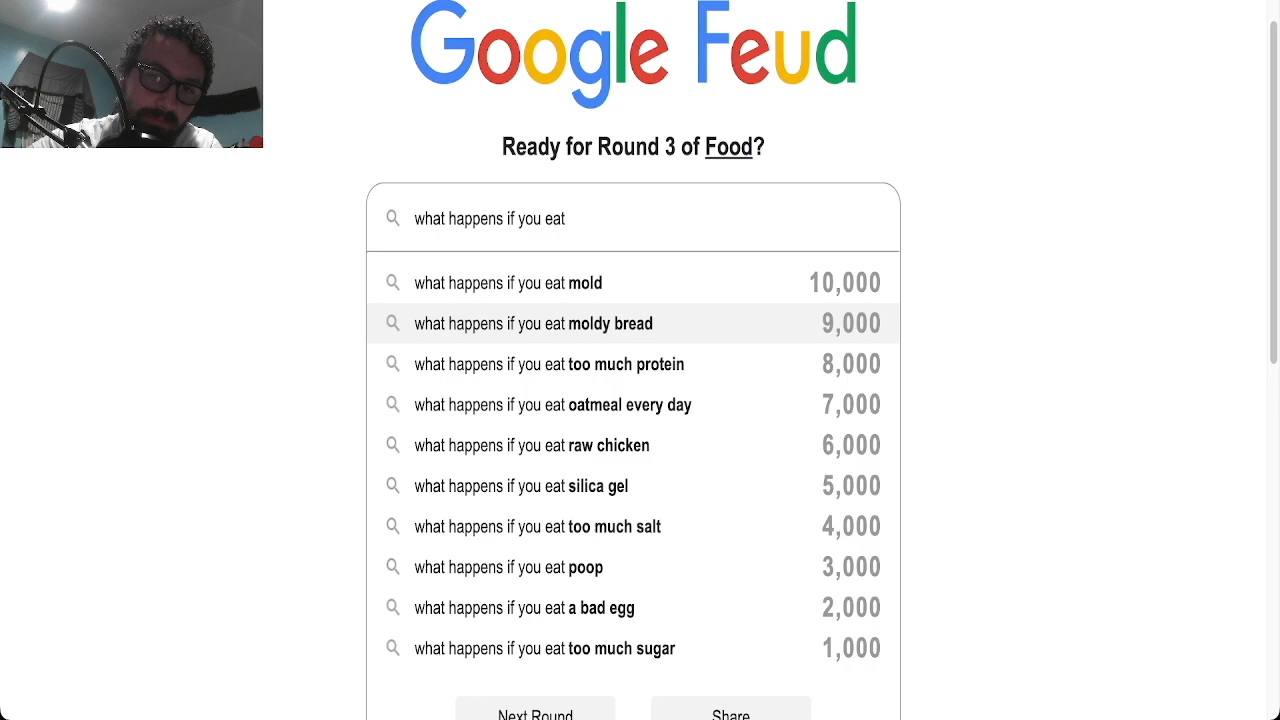 Google Feud
Ready for Round 3 of Food?
what happens if you eat
what happens if you eat mold 10,000
what happens if you eat moldy bread 9,000
what happens if you eat too much protein 8,000
what happens if you eat oatmeal every day 7,000
what happens if you eat raw chicken 6,000
what happens if you eat silica gel 5,000
what happens if you eat too much salt 4,000
what happens if you eat poop 3,000
what happens if you eat a bad egg 2,000
what happens if you eat too much sugar 1,000
Next Round Share